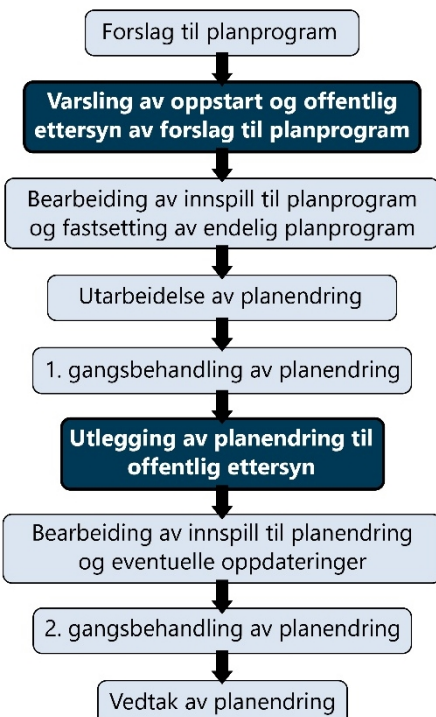 Forslag til planprogram
Varsling av oppstart og offentlig
ettersyn av forslag til planprogram
Bearbeiding av innspill til planprogram
og fastsetting av endelig planprogram
Utarbeidelse av planendring
1. gangsbehandling av planendring
Utlegging av planendring til
offentlig ettersyn
Bearbeiding av innspill til planendring
og eventuelle oppdateringer
2. gangsbehandling av planendring
Vedtak av planendring